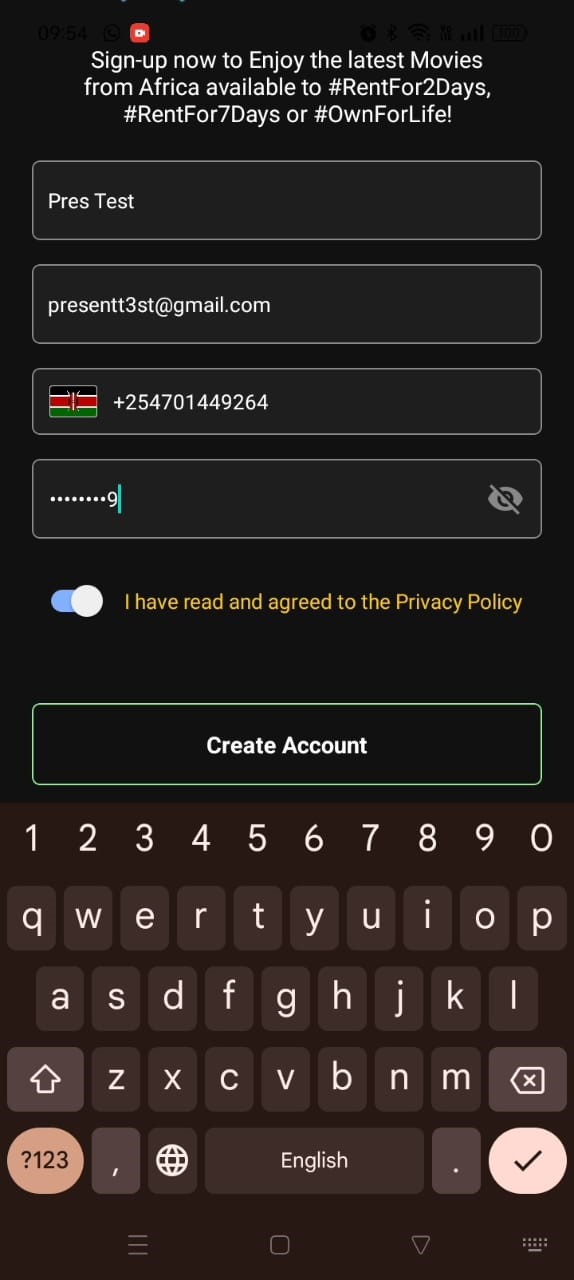 09:54
Sign-up now to Enjoy the latest Movies
from Africa available to #RentFor2Days,
#RentFor7Days or #OwnForLife!
Pres Test
presentt3st@gmail.com
+254701449264
••••••••9
I have read and agreed to the Privacy Policy
Create Account
1 2 3 4 5 6 7 8 9 0
q w e r t y u i o p
a s d f g h j k l
z x c v b n m
?123 , English .